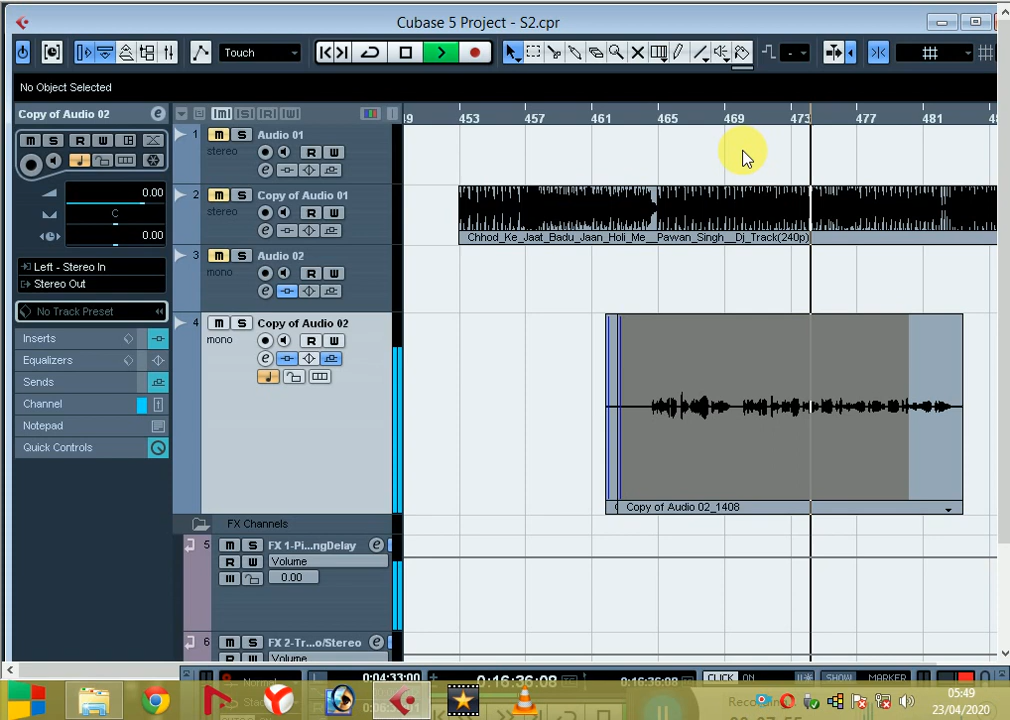 Cubase 5 Project - S2.cpr
Touch
No Object Selected
Copy of Audio 02
M S R W
0.00
C
0.00
Left - Stereo In
Stereo Out
No Track Preset
Inserts
Equalizers
Sends
Channel
Notepad
Quick Controls
453 457 461 465 469 473 477 481
1 M S Audio 01
stereo
R W
2 M S Copy of Audio 01
stereo
R W
3 M S Audio 02
mono
R W
4 M S Copy of Audio 02
mono
R W
FX Channels
5 M S FX 1-Pi...ngDelay
R W Volume
0.00
6 M S FX 2-Tr...o/Stereo
R W Volume
Chhod_Ke_Jaat_Badu_Jaan_Holi_Me__Pawan_Singh__Dj_Track(240p)
Copy of Audio 02_1408
0:04:33:00
0:16:36:08
0:16:36:08
CLICK ON
SHOW MARKER
05:49
23/04/2020